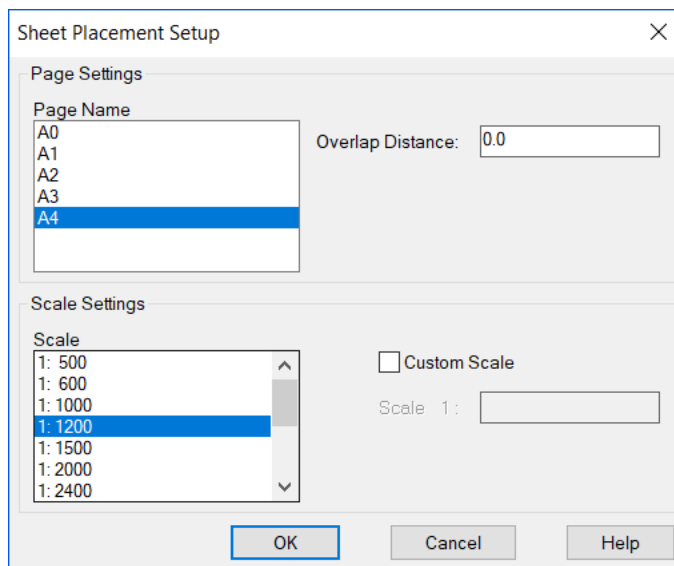 Sheet Placement Setup
Page Settings
Page Name
A0
A1
A2
A3
A4
Overlap Distance: 0.0
Scale Settings
Scale
1: 500
1: 600
1: 1000
1: 1200
1: 1500
1: 2000
1: 2400
Custom Scale
Scale 1 :
OK Cancel Help